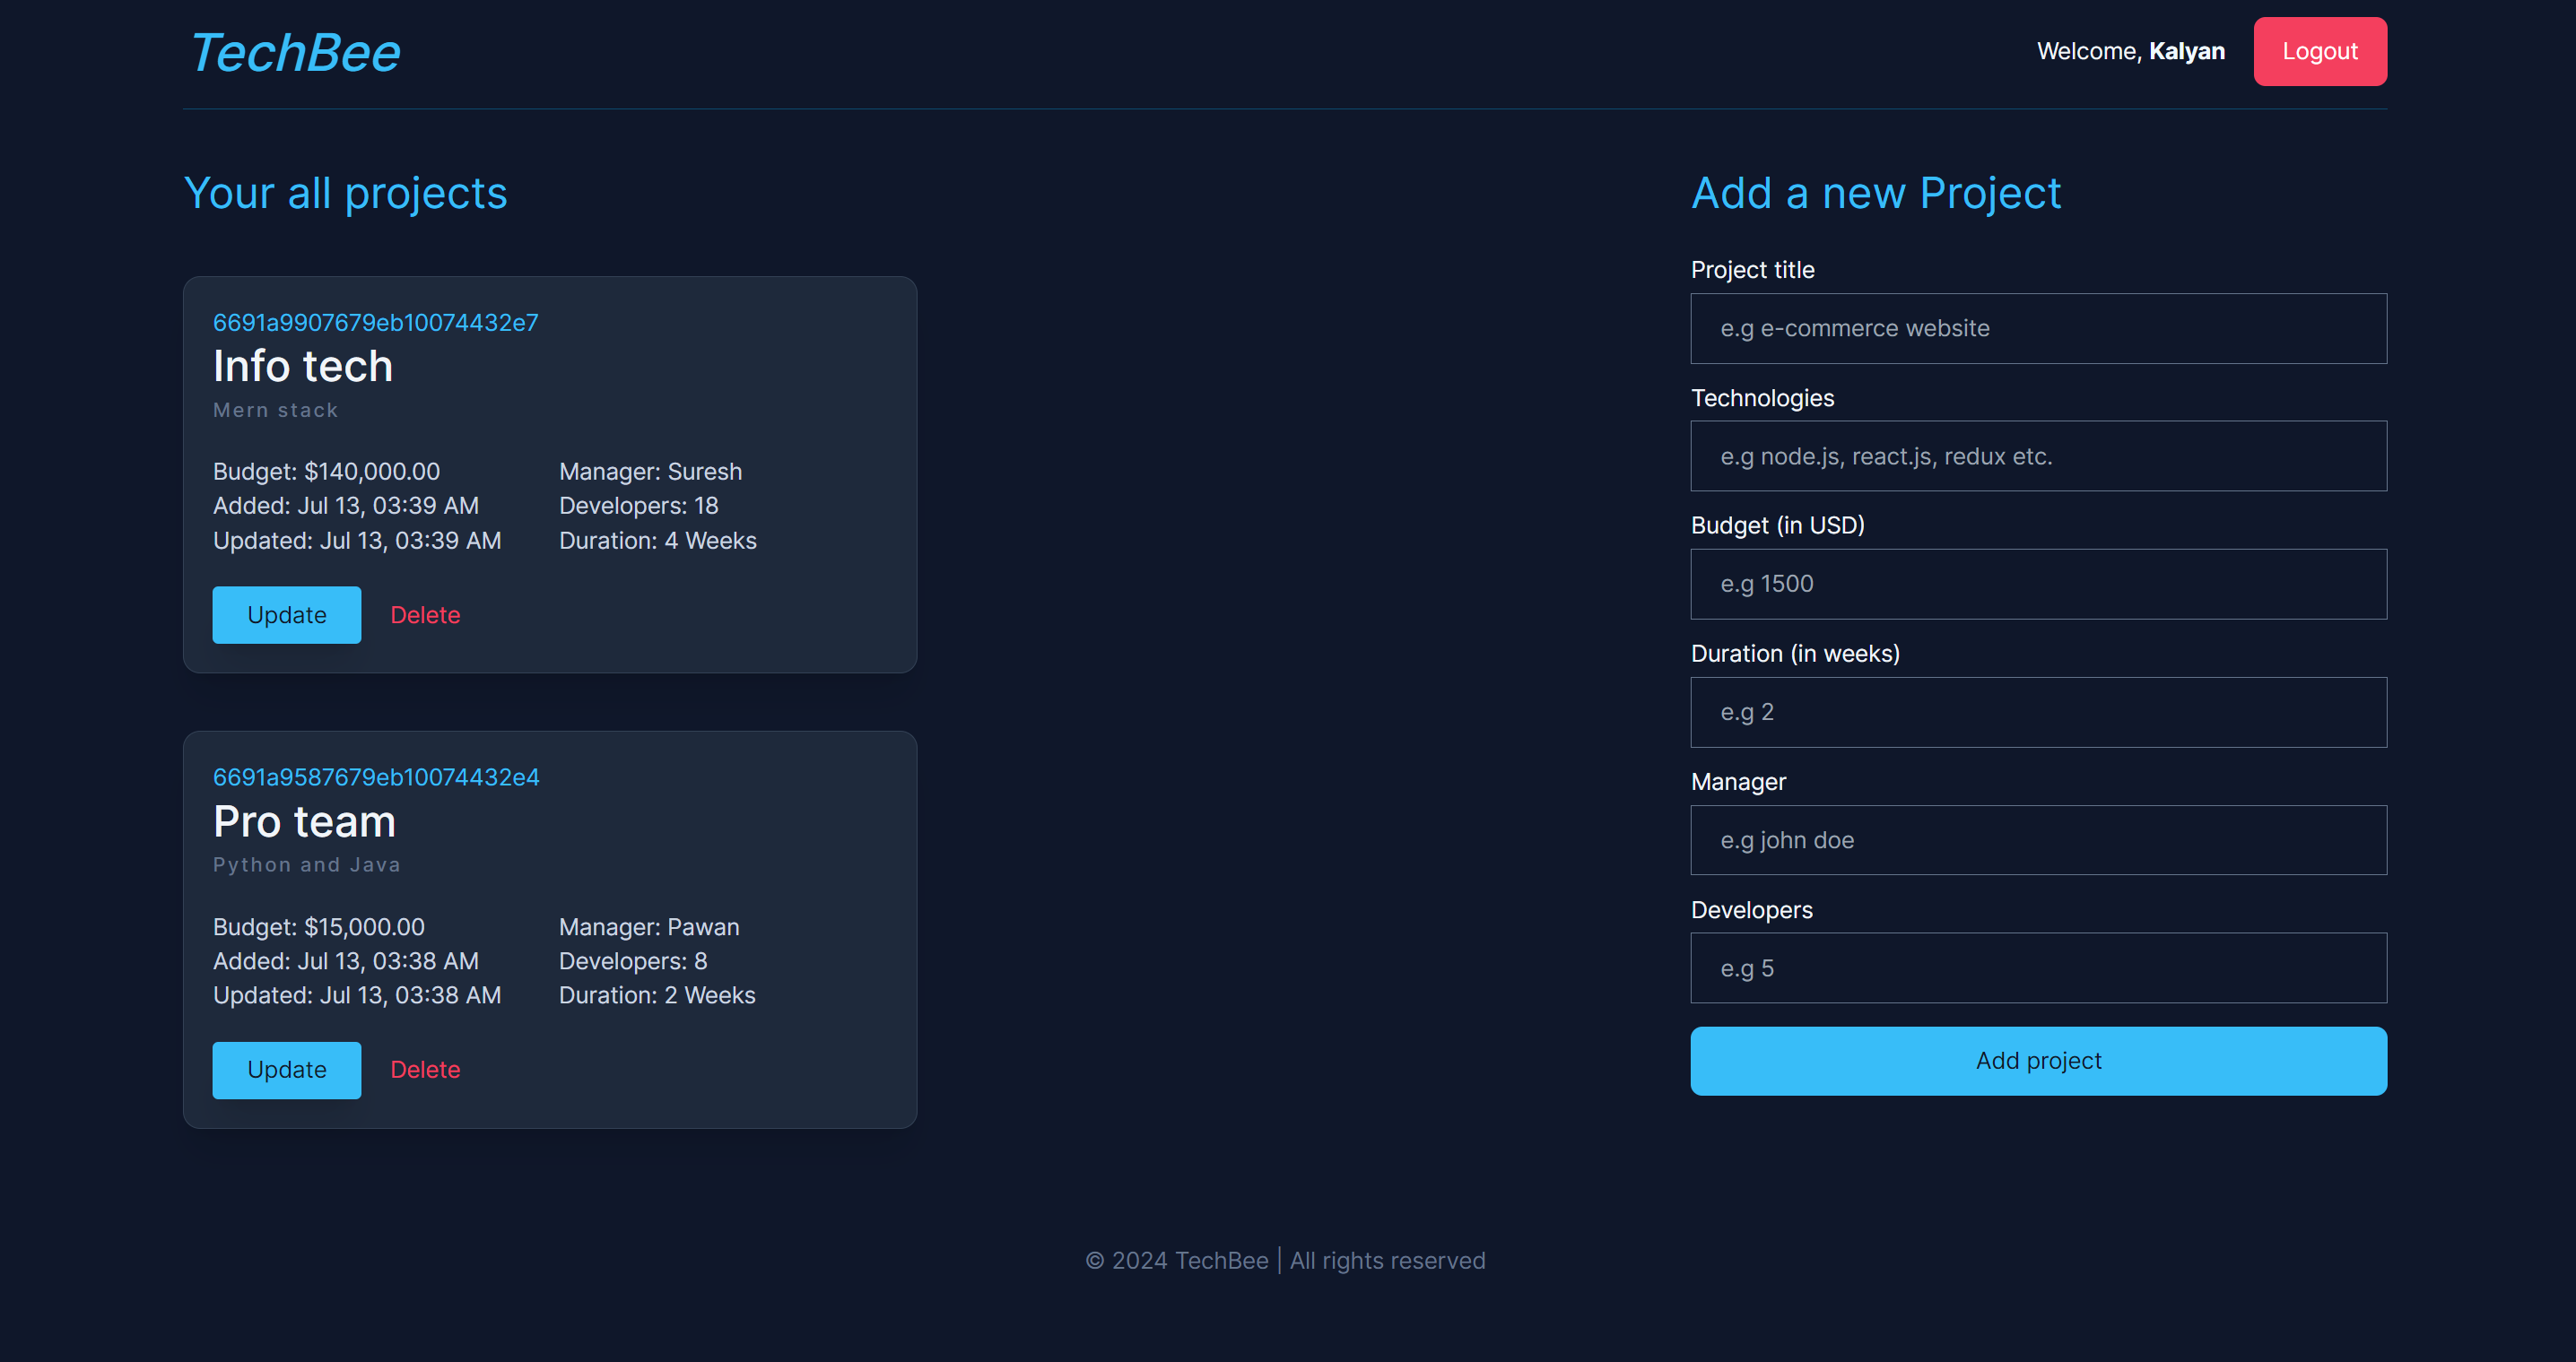 TechBee
Welcome, Kalyan
Logout
Your all projects
6691a9907679eb10074432e7
Info tech
Mern stack
Budget: $140,000.00
Added: Jul 13, 03:39 AM
Updated: Jul 13, 03:39 AM
Manager: Suresh
Developers: 18
Duration: 4 Weeks
Update
Delete
6691a9587679eb10074432e4
Pro team
Python and Java
Budget: $15,000.00
Added: Jul 13, 03:38 AM
Updated: Jul 13, 03:38 AM
Manager: Pawan
Developers: 8
Duration: 2 Weeks
Update
Delete
Add a new Project
Project title
e.g e-commerce website
Technologies
e.g node.js, react.js, redux etc.
Budget (in USD)
e.g 1500
Duration (in weeks)
e.g 2
Manager
e.g john doe
Developers
e.g 5
Add project
© 2024 TechBee | All rights reserved